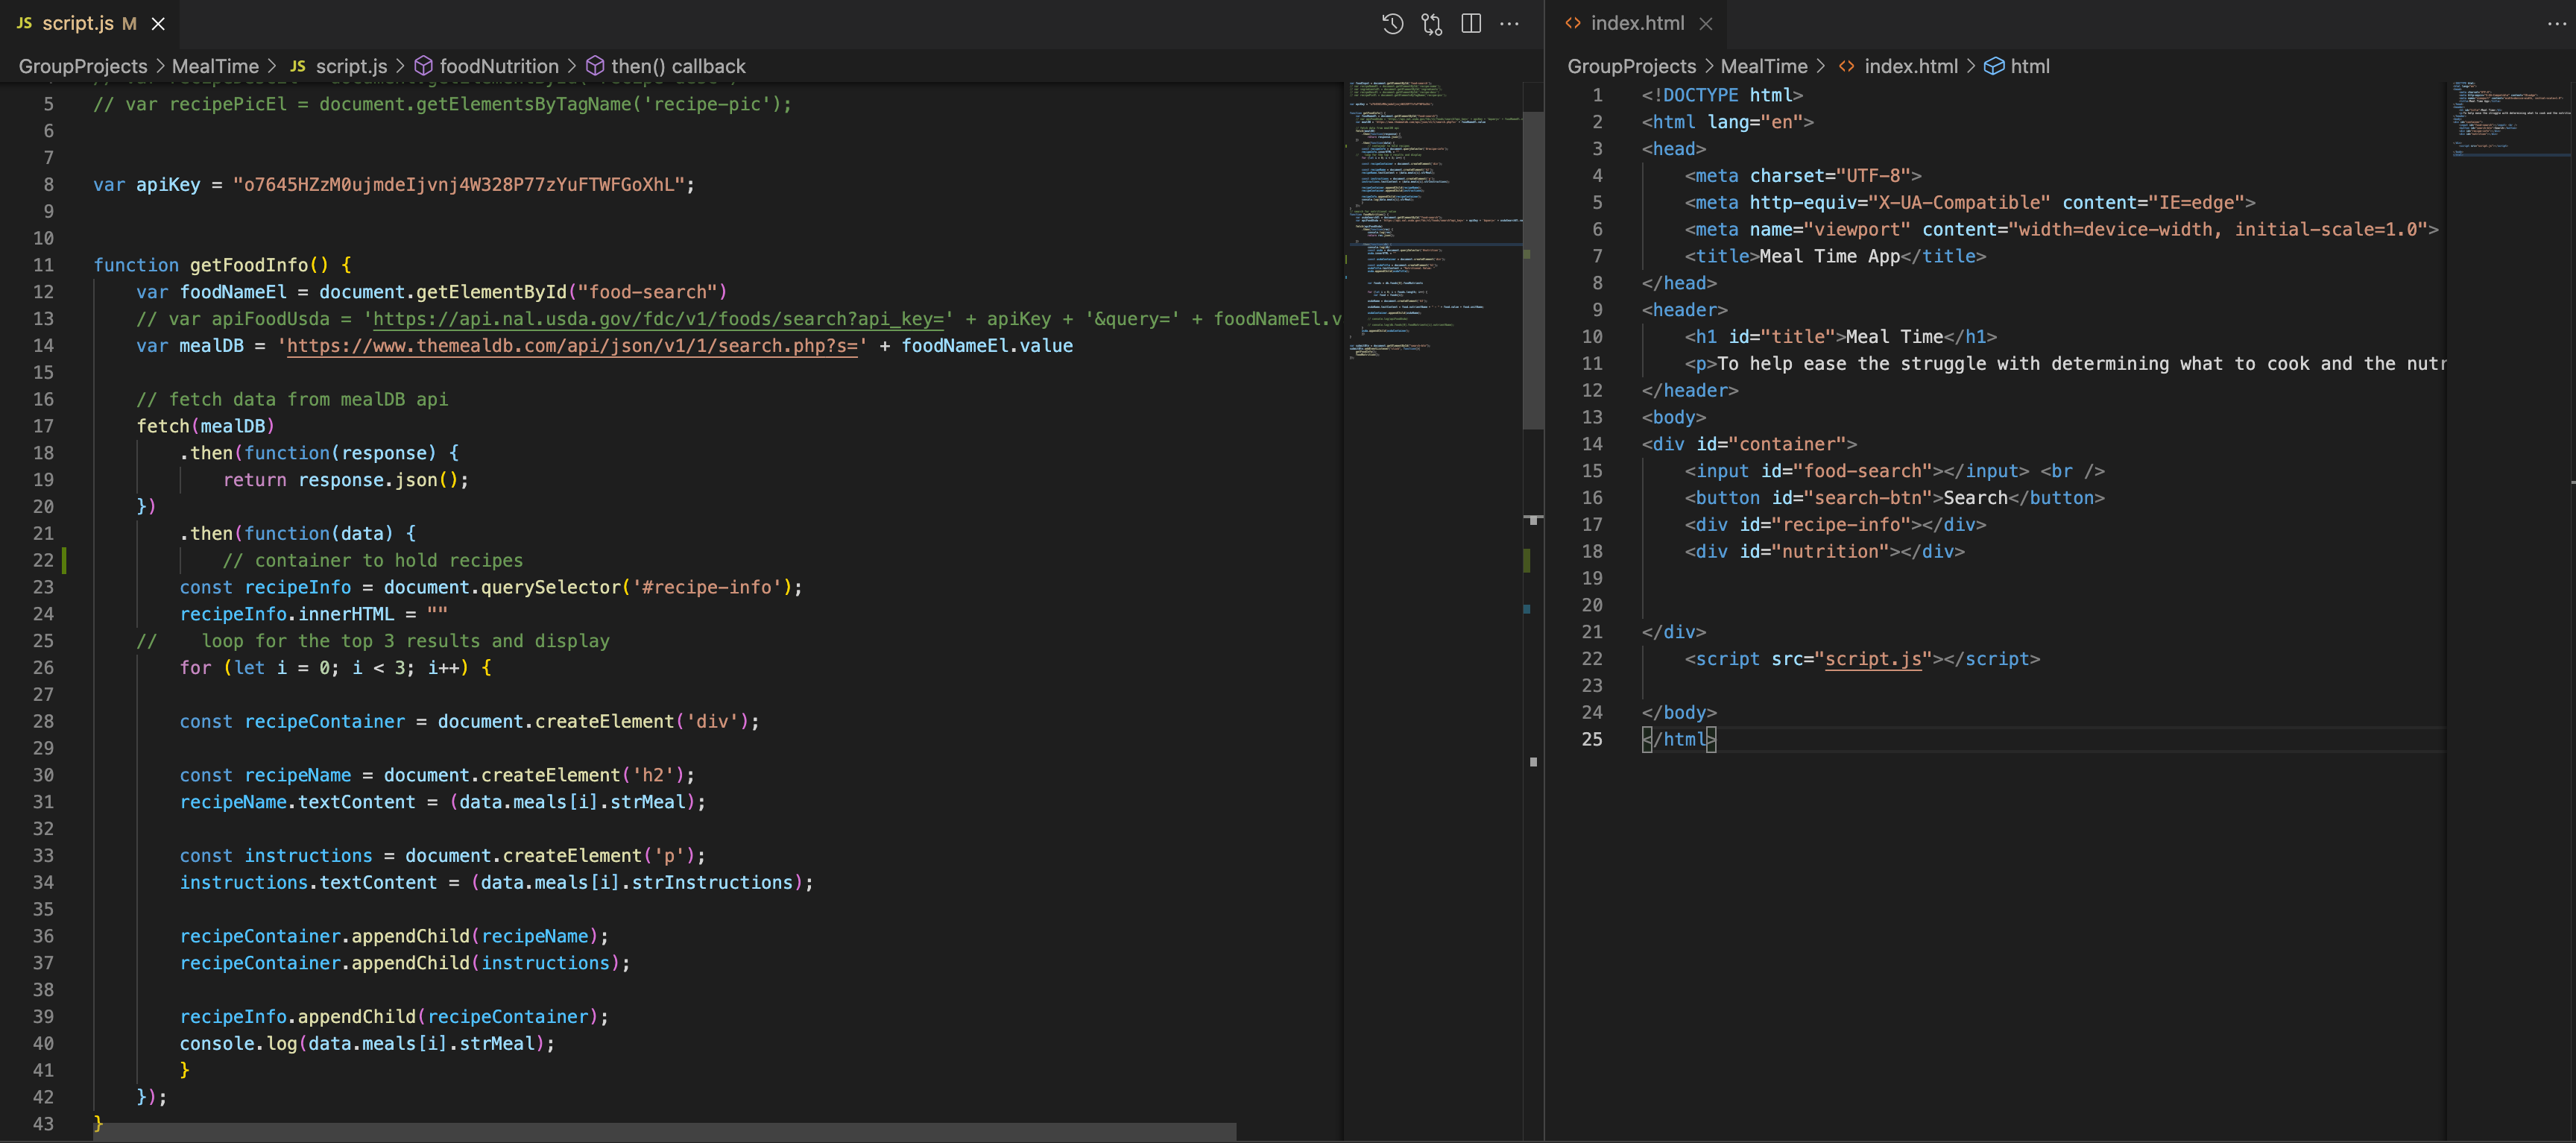 JS script.js M
GroupProjects > MealTime > JS script.js > foodNutrition > then() callback
5 // var recipePicEl = document.getElementsByTagName('recipe-pic');
6
7
8 var apiKey = "o7645HZzM0ujmdeIjvnj4W328P77zYuFTWFGoXhL";
9
10
11 function getFoodInfo() {
12 var foodNameEl = document.getElementById("food-search")
13 // var apiFoodUsda = 'https://api.nal.usda.gov/fdc/v1/foods/search?api_key=' + apiKey + '&query=' + foodNameEl.v
14 var mealDB = 'https://www.themealdb.com/api/json/v1/1/search.php?s=' + foodNameEl.value
15
16 // fetch data from mealDB api
17 fetch(mealDB)
18 .then(function(response) {
19 return response.json();
20 })
21 .then(function(data) {
22 // container to hold recipes
23 const recipeInfo = document.querySelector('#recipe-info');
24 recipeInfo.innerHTML = ""
25 // loop for the top 3 results and display
26 for (let i = 0; i < 3; i++) {
27
28 const recipeContainer = document.createElement('div');
29
30 const recipeName = document.createElement('h2');
31 recipeName.textContent = (data.meals[i].strMeal);
32
33 const instructions = document.createElement('p');
34 instructions.textContent = (data.meals[i].strInstructions);
35
36 recipeContainer.appendChild(recipeName);
37 recipeContainer.appendChild(instructions);
38
39 recipeInfo.appendChild(recipeContainer);
40 console.log(data.meals[i].strMeal);
41 }
42 });
43 }
<> index.html
GroupProjects > MealTime > <> index.html > html
1 <!DOCTYPE html>
2 <html lang="en">
3 <head>
4 <meta charset="UTF-8">
5 <meta http-equiv="X-UA-Compatible" content="IE=edge">
6 <meta name="viewport" content="width=device-width, initial-scale=1.0">
7 <title>Meal Time App</title>
8 </head>
9 <header>
10 <h1 id="title">Meal Time</h1>
11 <p>To help ease the struggle with determining what to cook and the nutr
12 </header>
13 <body>
14 <div id="container">
15 <input id="food-search"></input> <br />
16 <button id="search-btn">Search</button>
17 <div id="recipe-info"></div>
18 <div id="nutrition"></div>
19
20
21 </div>
22 <script src="script.js"></script>
23
24 </body>
25 </html>